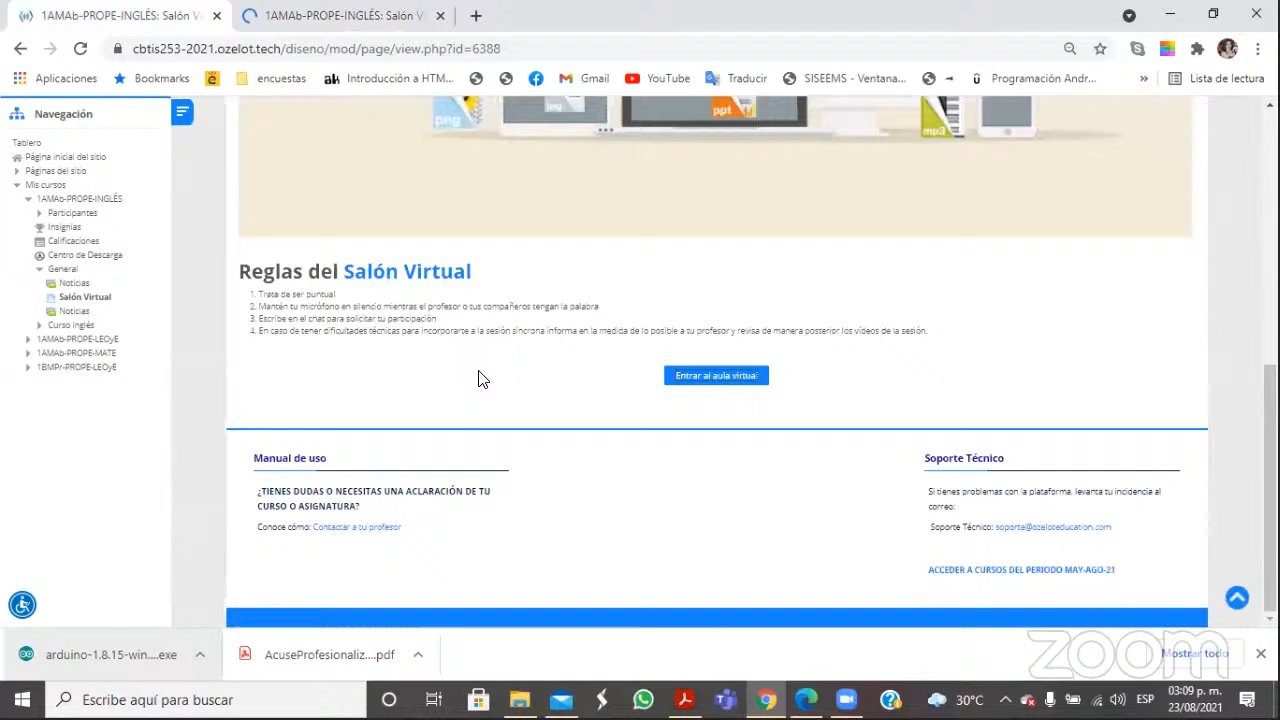 1AMAb-PROPE-INGLÉS: Salón V
1AMAb-PROPE-INGLÉS: Salón V
cbtis253-2021.ozelot.tech/diseno/mod/page/view.php?id=6388
Aplicaciones
Bookmarks
encuestas
Introducción a HTM...
Gmail
YouTube
Traducir
SISEEMS - Ventana...
Programación Andr...
»
Lista de lectura
Navegación
Tablero
Página inicial del sitio
Páginas del sitio
Mis cursos
1AMAb-PROPE-INGLÉS
Participantes
Insignias
Calificaciones
Centro de Descarga
General
Noticias
Salón Virtual
Noticias
Curso inglés
1AMAb-PROPE-LEOyE
1AMAb-PROPE-MATE
1BMPr-PROPE-LEOyE
png
jpg
ppt
mp3
Reglas del Salón Virtual
1. Trata de ser puntual
2. Mantén tu micrófono en silencio mientras el profesor o tus compañeros tengan la palabra
3. Escribe en el chat para solicitar tu participación
4. En caso de tener dificultades técnicas para incorporarte a la sesión síncrona informa en la medida de lo posible a tu profesor y revisa de manera posterior los vídeos de la sesión.
Entrar al aula virtual
Manual de uso
¿TIENES DUDAS O NECESITAS UNA ACLARACIÓN DE TU
CURSO O ASIGNATURA?
Conoce cómo: Contactar a tu profesor
Soporte Técnico
Si tienes problemas con la plataforma, levanta tu incidencia al
correo:
Soporte Técnico: soporte@ozeloteducation.com
ACCEDER A CURSOS DEL PERIODO MAY-AGO-21
arduino-1.8.15-win....exe
AcuseProfesionaliz....pdf
Mostrar todo
zoom
Escribe aquí para buscar
30°C
ESP
03:09 p. m.
23/08/2021